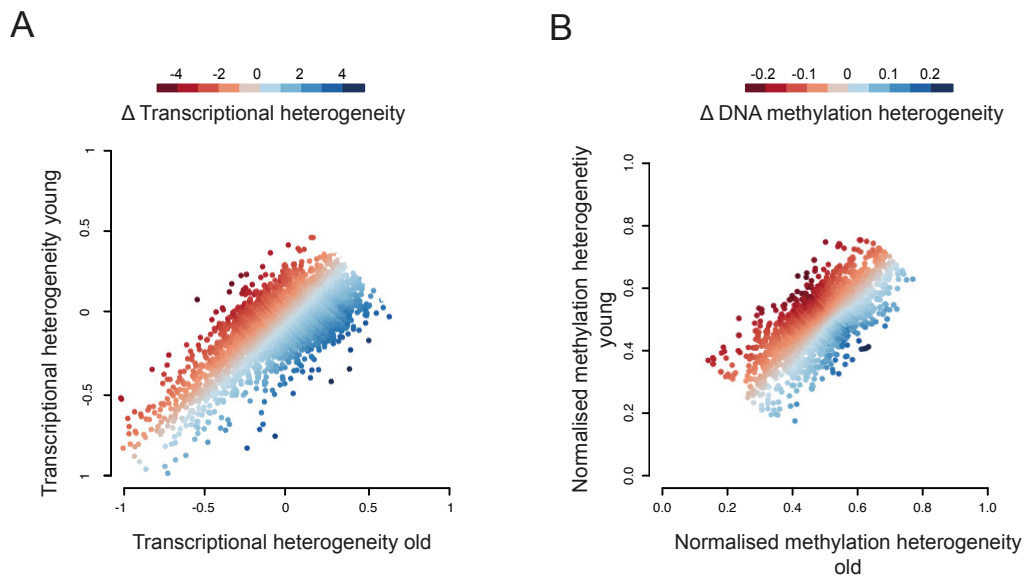 A
-4 -2 0 2 4
Δ Transcriptional heterogeneity
Transcriptional heterogeneity young
1
0.5
0
-0.5
1
-1 -0.5 0 0.5 1
Transcriptional heterogeneity old
B
-0.2 -0.1 0 0.1 0.2
Δ DNA methylation heterogeneity
Normalised methylation heterogenetiy
young
1.0
0.8
0.6
0.4
0.2
0.0
0.0 0.2 0.4 0.6 0.8 1.0
Normalised methylation heterogeneity
old